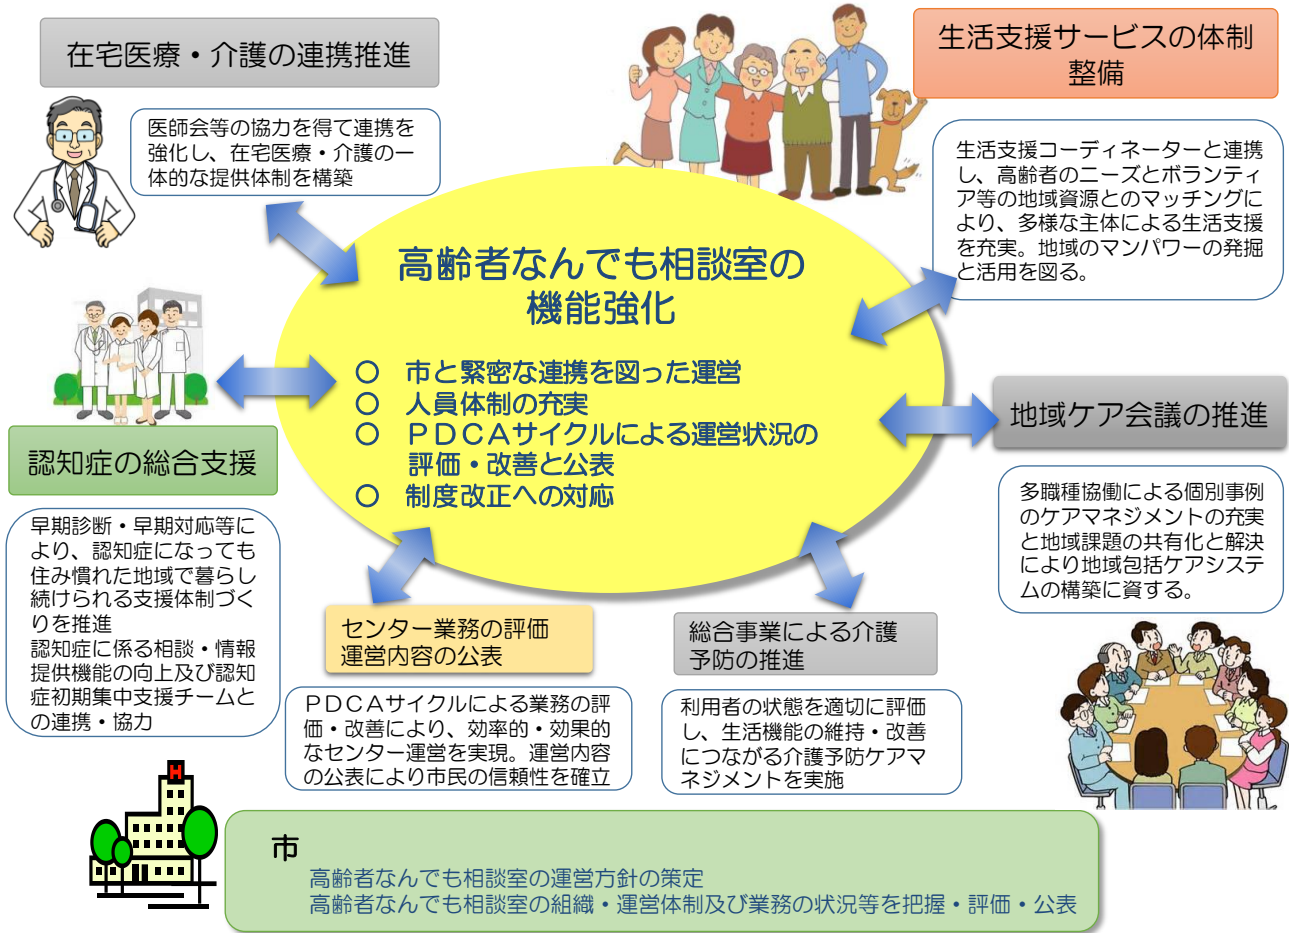 在宅医療・介護の連携推進
医師会等の協力を得て連携を
強化し、在宅医療・介護の一
体的な提供体制を構築
生活支援サービスの体制
整備
生活支援コーディネーターと連携
し、高齢者のニーズとボランティ
ア等の地域資源とのマッチングに
より、多様な主体による生活支援
を充実。地域のマンパワーの発掘
と活用を図る。
高齢者なんでも相談室の
機能強化
○ 市と緊密な連携を図った運営
○ 人員体制の充実
○ PDCAサイクルによる運営状況の
評価・改善と公表
○ 制度改正への対応
認知症の総合支援
早期診断・早期対応等に
より、認知症になっても
住み慣れた地域で暮らし
続けられる支援体制づく
りを推進
認知症に係る相談・情報
提供機能の向上及び認知
症初期集中支援チームと
の連携・協力
地域ケア会議の推進
多職種協働による個別事例
のケアマネジメントの充実
と地域課題の共有化と解決
により地域包括ケアシステ
ムの構築に資する。
センター業務の評価
運営内容の公表
PDCAサイクルによる業務の評
価・改善により、効率的・効果的
なセンター運営を実現。運営内容
の公表により市民の信頼性を確立
総合事業による介護
予防の推進
利用者の状態を適切に評価
し、生活機能の維持・改善
につながる介護予防ケアマ
ネジメントを実施
H
市
高齢者なんでも相談室の運営方針の策定
高齢者なんでも相談室の組織・運営体制及び業務の状況等を把握・評価・公表